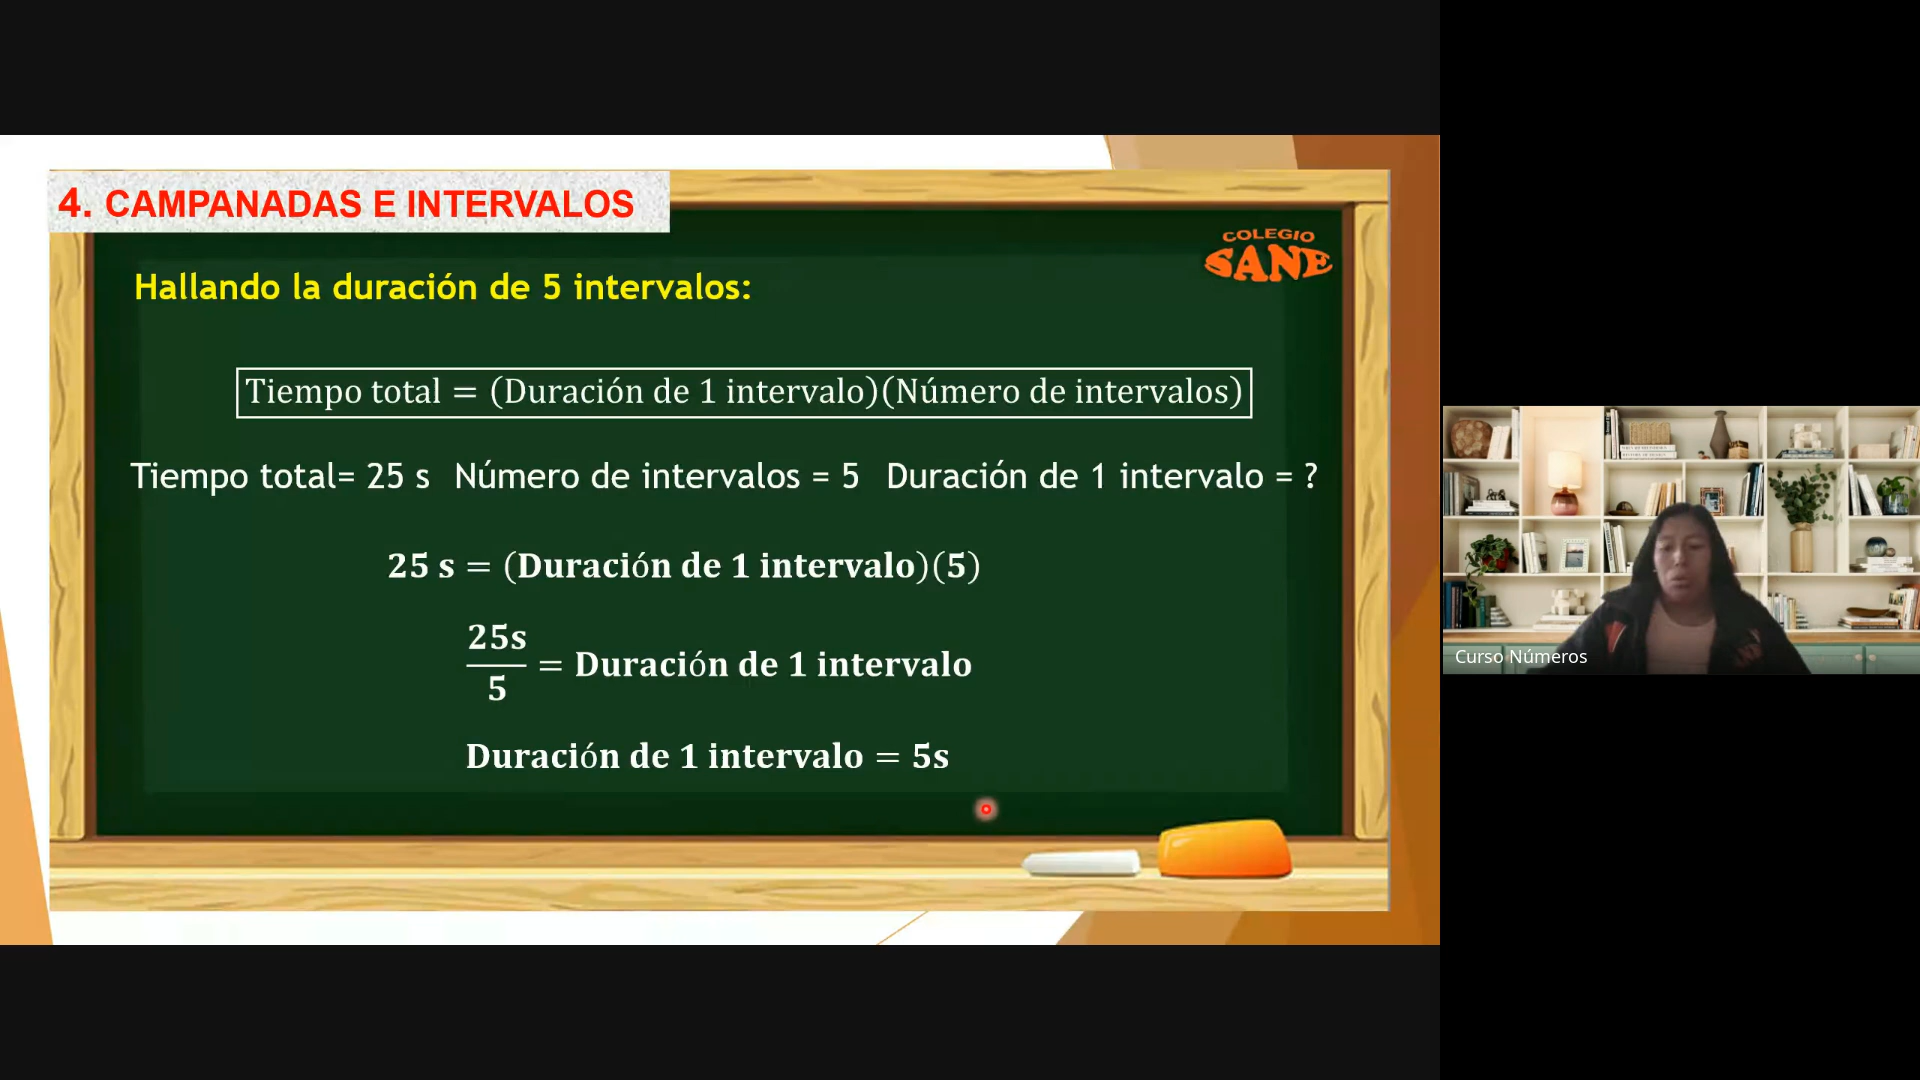 4. CAMPANADAS E INTERVALOS
COLEGIO
SANE
Hallando la duración de 5 intervalos:
Tiempo total = (Duración de 1 intervalo)(Número de intervalos)
Tiempo total= 25 s Número de intervalos = 5 Duración de 1 intervalo = ?
25 s = (Duración de 1 intervalo)(5)
25s
5
= Duración de 1 intervalo
Duración de 1 intervalo = 5s
Curso Números